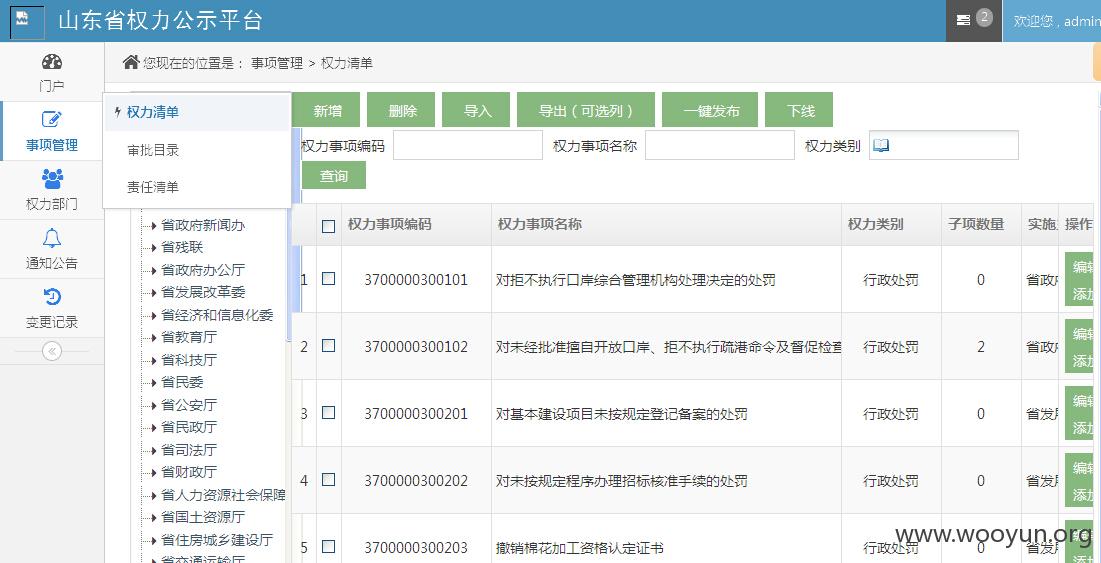 山东省权力公示平台
2
欢迎您，admin
门户
事项管理
权力部门
通知公告
变更记录
您现在的位置是： 事项管理 > 权力清单
权力清单
审批目录
责任清单
新增 删除 导入 导出（可选列） 一键发布 下线
权力事项编码 权力事项名称 权力类别
查询
省政府新闻办
省残联
省政府办公厅
省发展改革委
省经济和信息化委
省教育厅
省科技厅
省民委
省公安厅
省民政厅
省司法厅
省财政厅
省人力资源社会保障
省国土资源厅
省住房城乡建设厅
省交通运输厅
权力事项编码 权力事项名称 权力类别 子项数量 实施 操作
1 3700000300101 对拒不执行口岸综合管理机构处理决定的处罚 行政处罚 0 省政府 编辑
添加
2 3700000300102 对未经批准擅自开放口岸、拒不执行疏港命令及督促检查 行政处罚 2 省政府 编辑
添加
3 3700000300201 对基本建设项目未按规定登记备案的处罚 行政处罚 0 省发 编辑
添加
4 3700000300202 对未按规定程序办理招标核准手续的处罚 行政处罚 0 省发 编辑
添加
5 3700000300203 撤销棉花加工资格认定证书 行政处罚 0 省发
www.wooyun.org